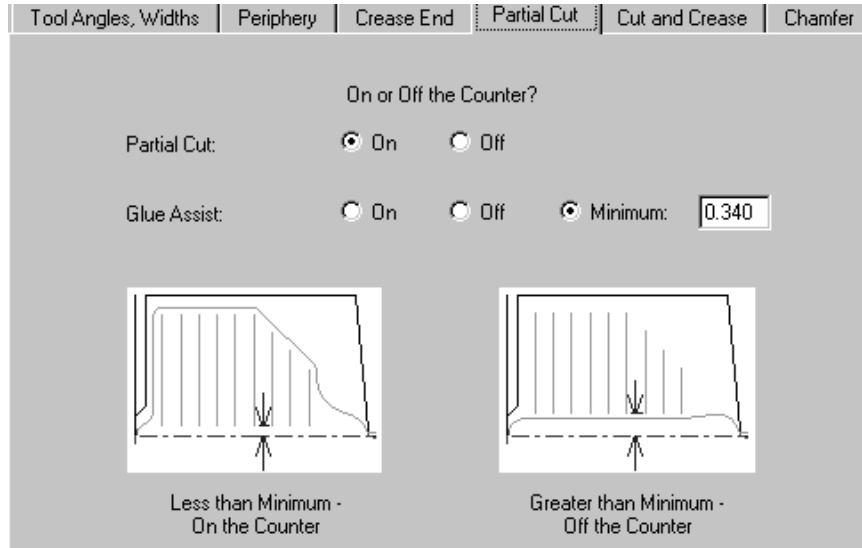 Tool Angles, Widths Periphery Crease End Partial Cut Cut and Crease Chamfer
On or Off the Counter?
Partial Cut: On Off
Glue Assist: On Off Minimum: 0.340
Less than Minimum -
On the Counter
Greater than Minimum -
Off the Counter